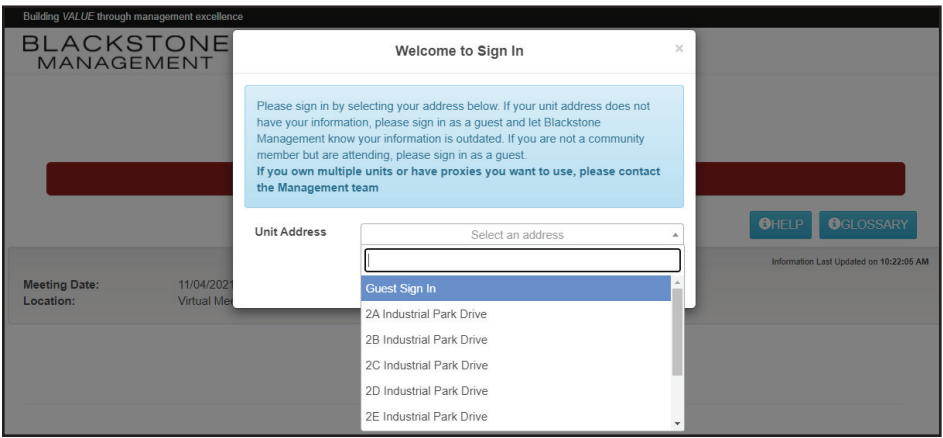 Building VALUE through management excellence
BLACKSTONE
MANAGEMENT
Welcome to Sign In
×
Please sign in by selecting your address below. If your unit address does not
have your information, please sign in as a guest and let Blackstone
Management know your information is outdated. If you are not a community
member but are attending, please sign in as a guest.
If you own multiple units or have proxies you want to use, please contact
the Management team
HELP
GLOSSARY
Unit Address
Select an address
Information Last Updated on 10:22:05 AM
Meeting Date:
11/04/2021
Location:
Virtual Mee
Guest Sign In
2A Industrial Park Drive
2B Industrial Park Drive
2C Industrial Park Drive
2D Industrial Park Drive
2E Industrial Park Drive